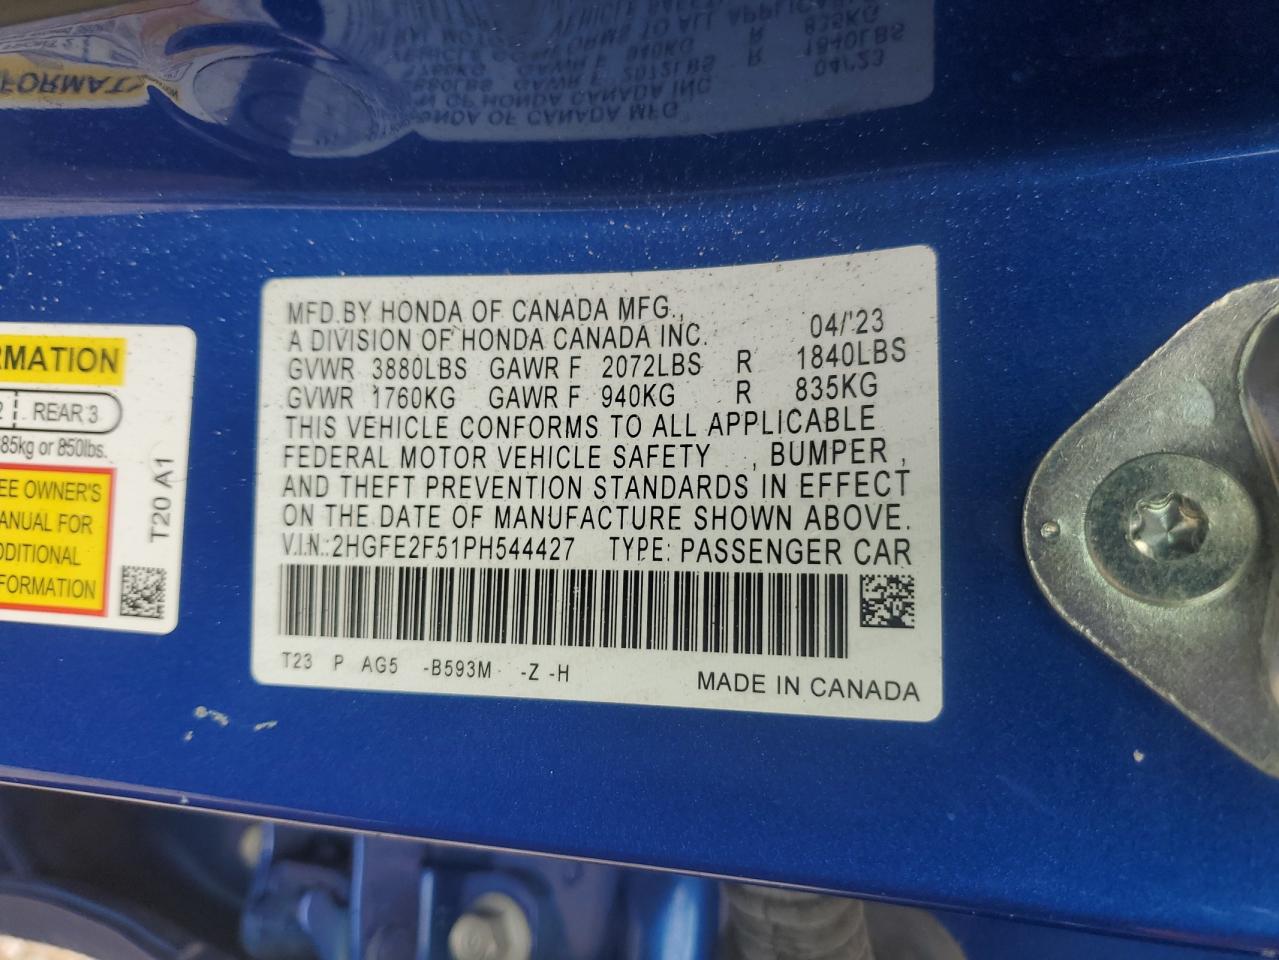 MFD.BY HONDA OF CANADA MFG.,
A DIVISION OF HONDA CANADA INC. 04/'23
GVWR 3880LBS GAWR F 2072LBS R 1840LBS
GVWR 1760KG GAWR F 940KG R 835KG
THIS VEHICLE CONFORMS TO ALL APPLICABLE
FEDERAL MOTOR VEHICLE SAFETY , BUMPER ,
AND THEFT PREVENTION STANDARDS IN EFFECT
ON THE DATE OF MANUFACTURE SHOWN ABOVE.
V.I.N.:2HGFE2F51PH544427 TYPE: PASSENGER CAR
T23 P AG5 -B593M -Z -H
MADE IN CANADA
RMATION
2 REAR 3
85kg or 850lbs.
EE OWNER'S
ANUAL FOR
DDITIONAL
FORMATION
T20 A1